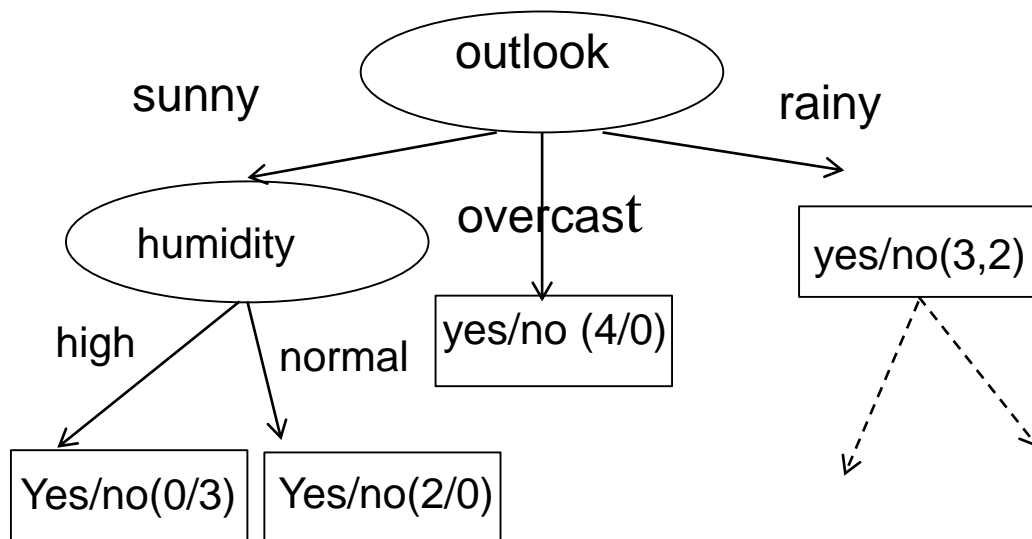 outlook
sunny
rainy
overcast
humidity
yes/no(3,2)
yes/no (4/0)
high
normal
Yes/no(0/3)
Yes/no(2/0)